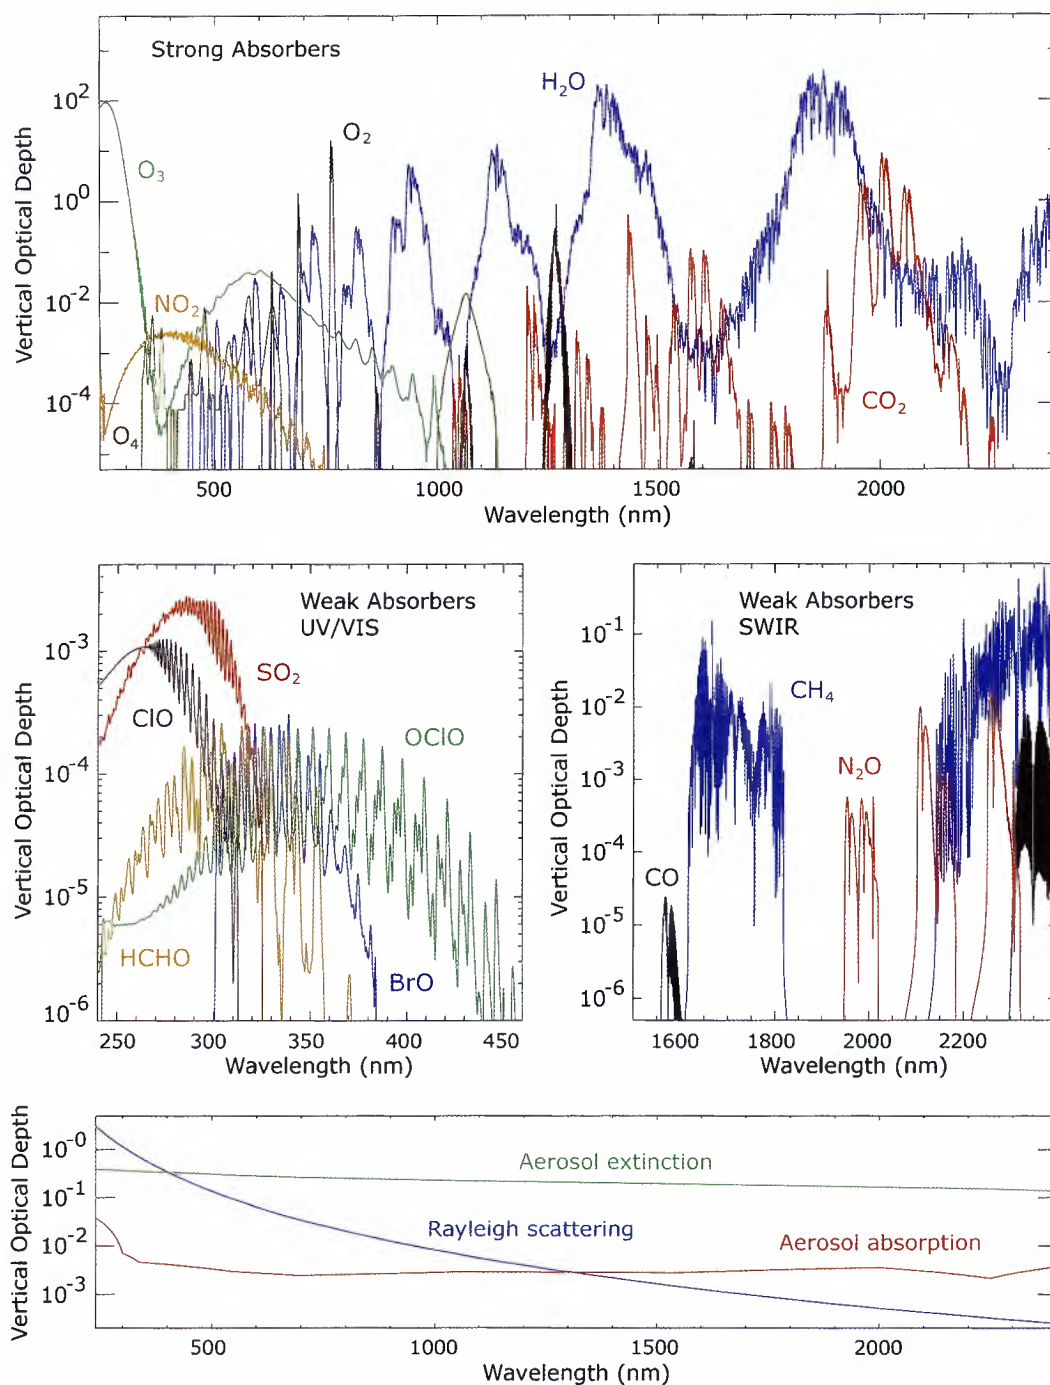 Strong Absorbers
H₂O
10²
O₂
O₃
10⁰
NO₂
10⁻²
CO₂
10⁻⁴
O₄
Vertical Optical Depth
500 1000 1500 2000
Wavelength (nm)
Weak Absorbers
UV/VIS
10⁻³
SO₂
ClO
OClO
10⁻⁴
10⁻⁵
HCHO
BrO
10⁻⁶
Vertical Optical Depth
250 300 350 400 450
Wavelength (nm)
Weak Absorbers
SWIR
10⁻¹
CH₄
10⁻²
N₂O
10⁻³
10⁻⁴
CO
10⁻⁵
10⁻⁶
Vertical Optical Depth
1600 1800 2000 2200
Wavelength (nm)
10⁻⁰
Aerosol extinction
10⁻¹
Rayleigh scattering
Aerosol absorption
10⁻²
10⁻³
Vertical Optical Depth
500 1000 1500 2000
Wavelength (nm)